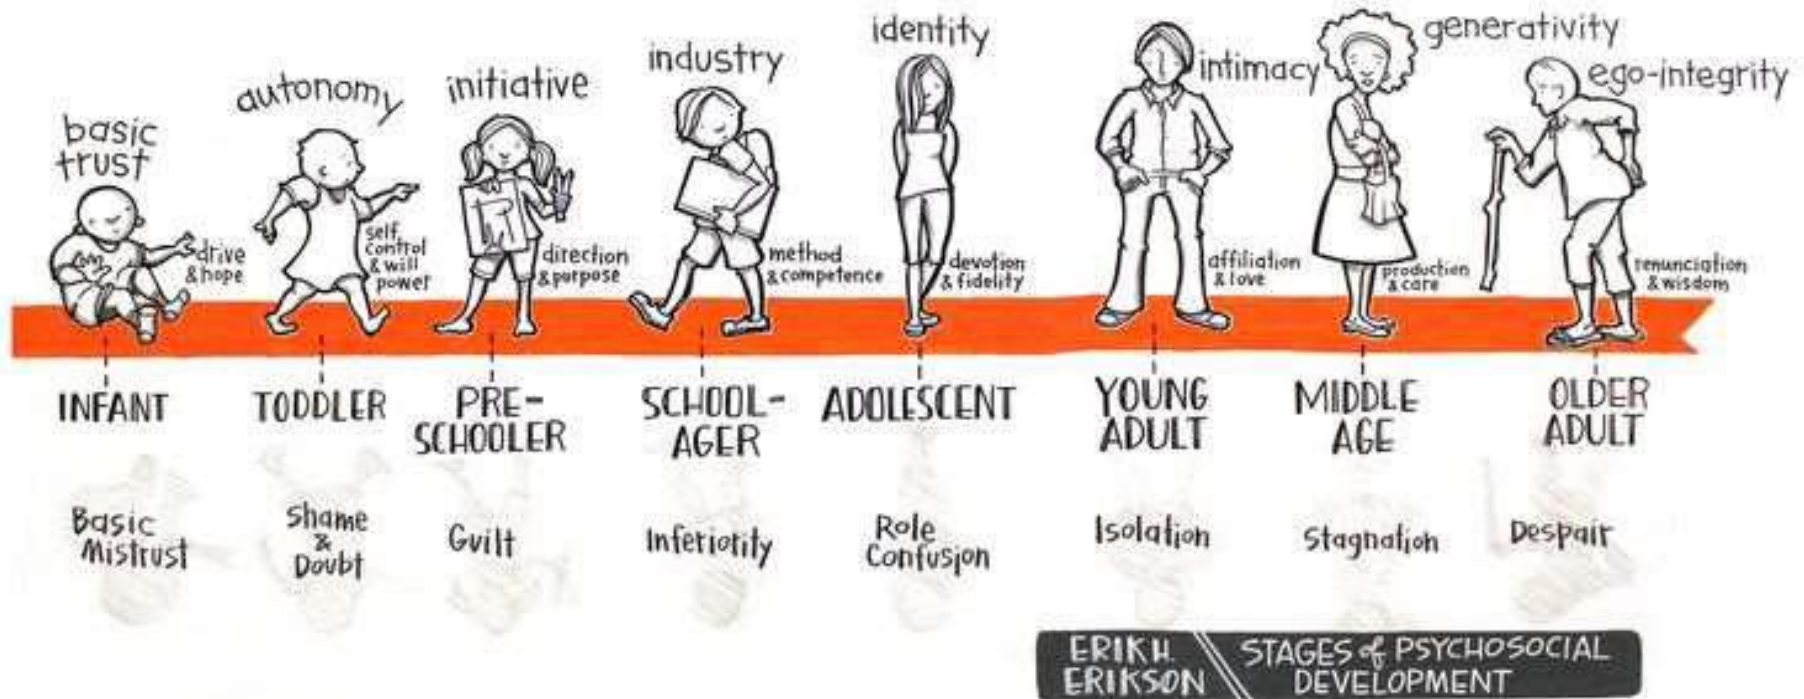 basic
trust
drive
& hope
autonomy
self
control
& will
power
initiative
direction
& purpose
industry
method
& competence
identity
devotion
& fidelity
intimacy
affiliation
& love
generativity
production
& care
ego-integrity
renunciation
& wisdom
INFANT
TODDLER
PRE-
SCHOOLER
SCHOOL-
AGER
ADOLESCENT
YOUNG
ADULT
MIDDLE
AGE
OLDER
ADULT
Basic
Mistrust
Shame
&
Doubt
Guilt
Inferiority
Role
Confusion
Isolation
Stagnation
Despair
ERIK H.
ERIKSON
STAGES of PSYCHOSOCIAL
DEVELOPMENT